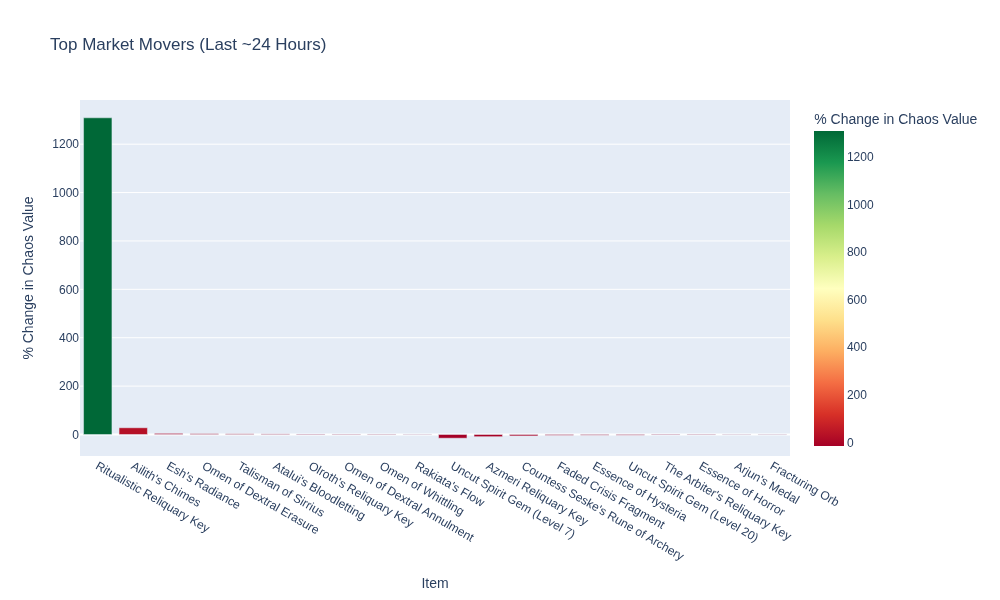 Top Market Movers (Last ~24 Hours)
% Change in Chaos Value
1200
1000
800
600
400
200
0
% Change in Chaos Value
1200
1000
800
600
400
200
0
Ritualistic Reliquary Key
Ailith's Chimes
Esh's Radiance
Omen of Dextral Erasure
Talisman of Sirrius
Atalui's Bloodletting
Olroth's Reliquary Key
Omen of Dextral Annulment
Omen of Whittling
Rakiata's Flow
Uncut Spirit Gem (Level 7)
Azmeri Reliquary Key
Countess Seske's Rune of Archery
Faded Crisis Fragment
Essence of Hysteria
Uncut Spirit Gem (Level 20)
The Arbiter's Reliquary Key
Essence of Horror
Arjun's Medal
Fracturing Orb
Item